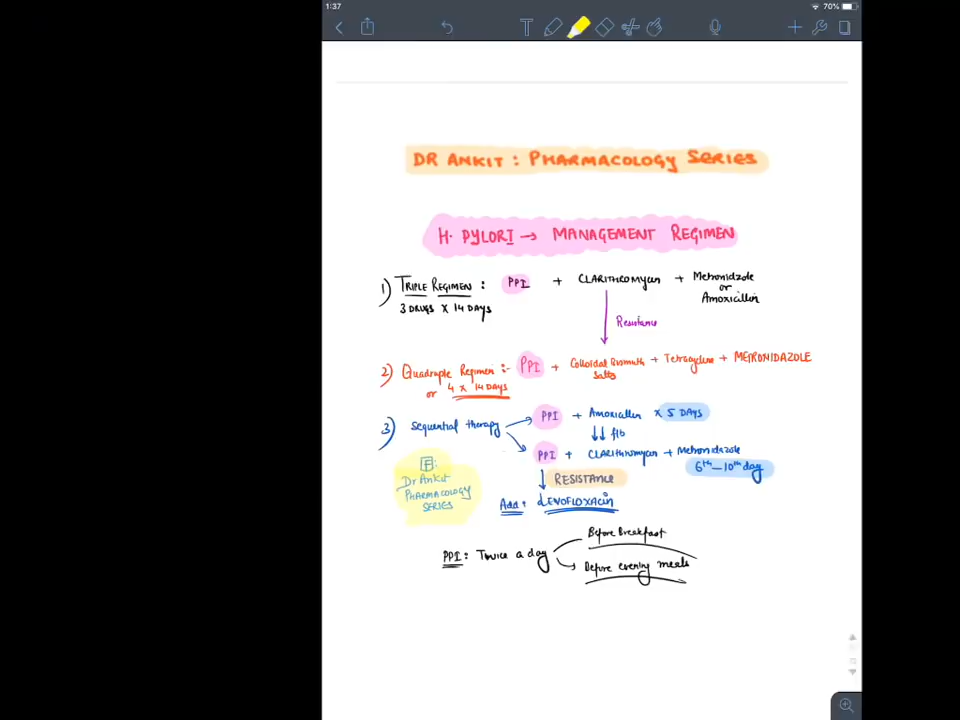 1:37
70%
DR ANKIT : PHARMACOLOGY SERIES
H. PYLORI → MANAGEMENT REGIMEN
1) TRIPLE REGIMEN : PPI + CLARITHROMYCIN + Metronidazole or Amoxicillin
3 DRUGS X 14 DAYS
Resistance
2) Quadruple Regimen :- PPI + Colloidal Bismuth salts + Tetracycline + METRONIDAZOLE
or 4 x 14 DAYS
3) Sequential therapy PPI + Amoxicillin x 5 DAYS
↓↓ f/b
PPI + CLARITHROMYCIN + Metronidazole
6th - 10th day
RESISTANCE
Add : LEVOFLOXACIN
Dr Ankit
PHARMACOLOGY
SERIES
PPI : Twice a day
Before Breakfast
Before evening meals